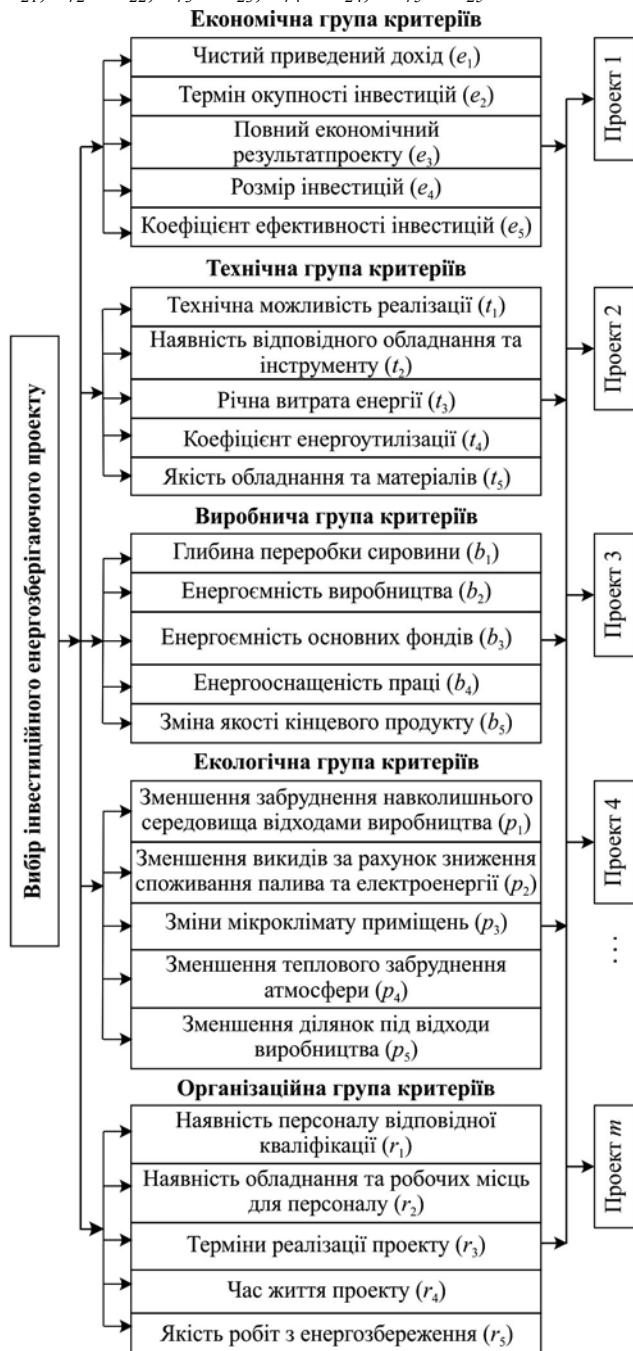 Економічна група критеріїв
Чистий приведений дохід (e₁)
Термін окупності інвестицій (e₂)
Повний економічний
результатпроекту (e₃)
Розмір інвестицій (e₄)
Коефіцієнт ефективності інвестицій (e₅)
Технічна група критеріїв
Технічна можливість реалізації (t₁)
Наявність відповідного обладнання та
інструменту (t₂)
Річна витрата енергії (t₃)
Коефіцієнт енергоутилізації (t₄)
Якість обладнання та матеріалів (t₅)
Виробнича група критеріїв
Глибина переробки сировини (b₁)
Енергоємність виробництва (b₂)
Енергоємність основних фондів (b₃)
Енергооснащеність праці (b₄)
Зміна якості кінцевого продукту (b₅)
Екологічна група критеріїв
Зменшення забруднення навколишнього
середовища відходами виробництва (p₁)
Зменшення викидів за рахунок зниження
споживання палива та електроенергії (p₂)
Зміни мікроклімату приміщень (p₃)
Зменшення теплового забруднення
атмосфери (p₄)
Зменшення ділянок під відходи
виробництва (p₅)
Організаційна група критеріїв
Наявність персоналу відповідної
кваліфікації (r₁)
Наявність обладнання та робочих місць
для персоналу (r₂)
Терміни реалізації проекту (r₃)
Час життя проекту (r₄)
Якість робіт з енергозбереження (r₅)
Вибір інвестиційного енергозберігаючого проекту
Проект 1
Проект 2
Проект 3
Проект 4
...
Проект m